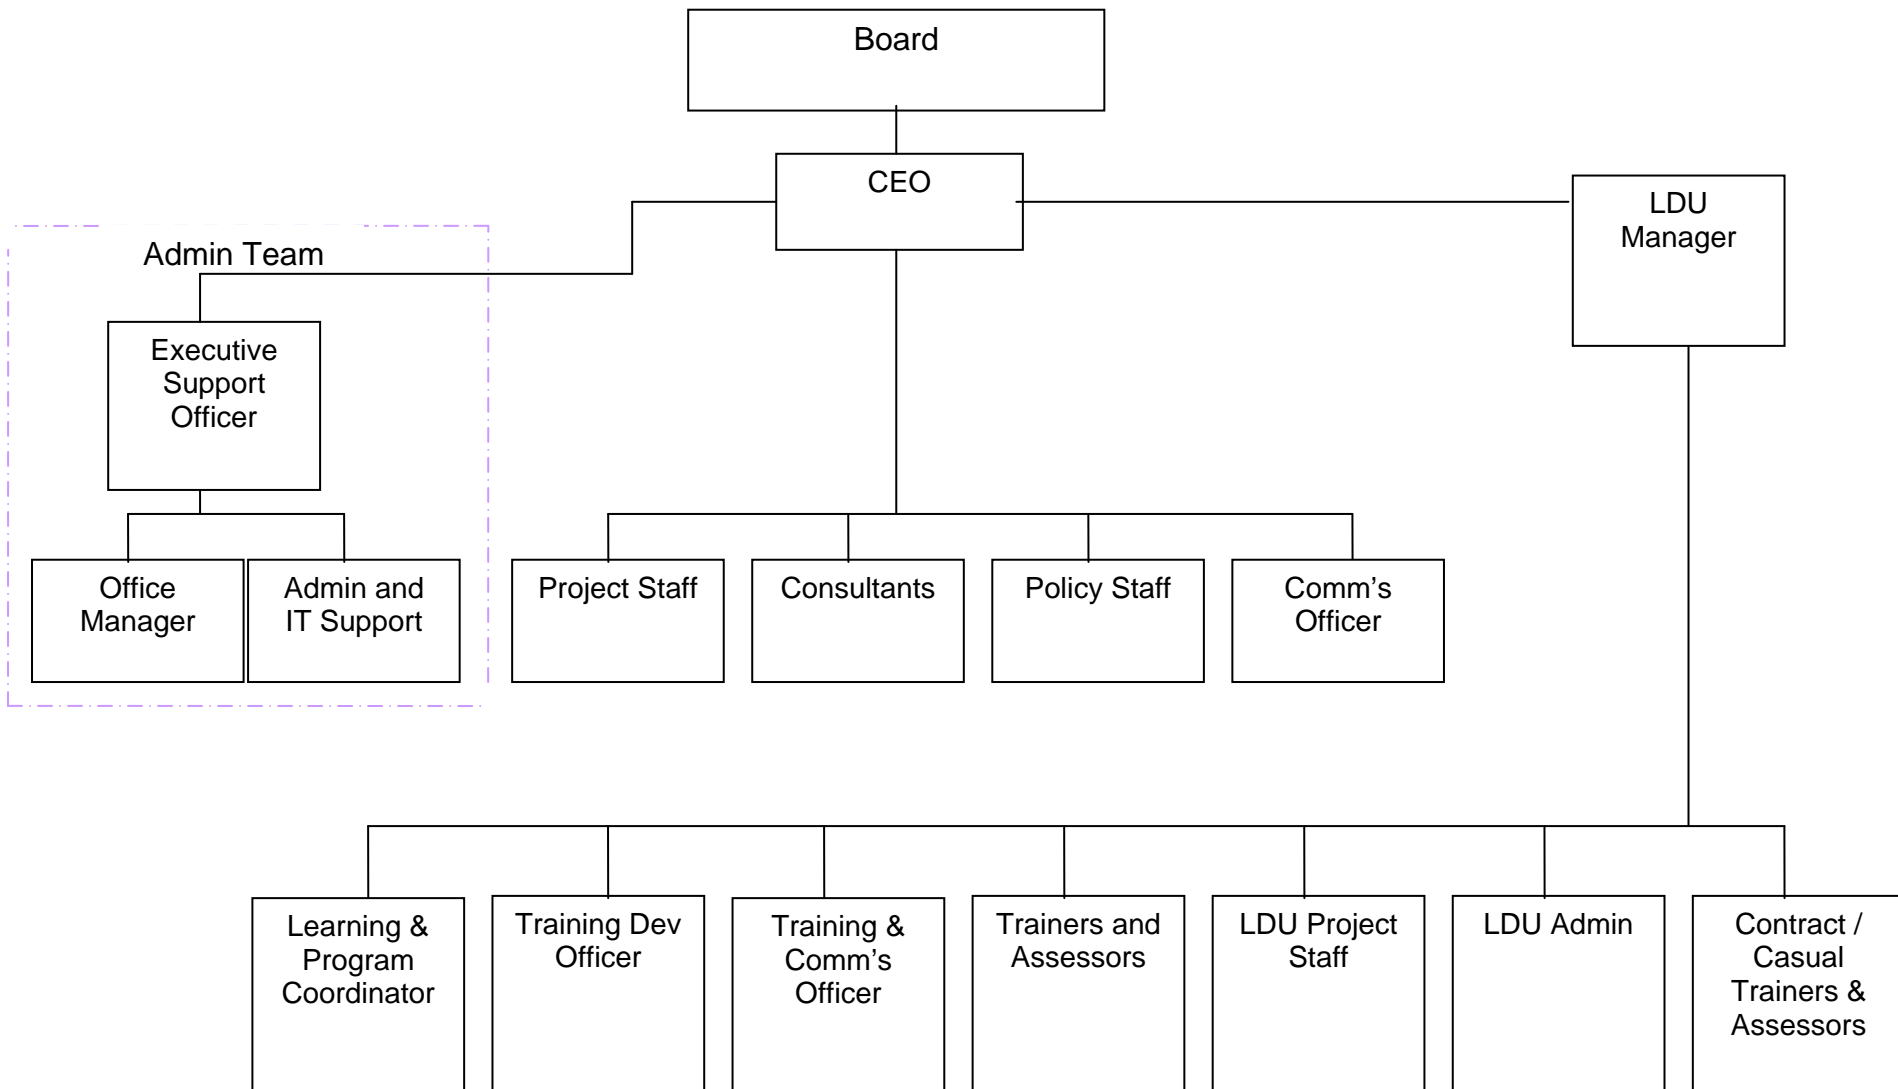 Board
CEO
LDU
Manager
Admin Team
Executive
Support
Officer
Office
Manager
Admin and
IT Support
Project Staff
Consultants
Policy Staff
Comm’s
Officer
Learning &
Program
Coordinator
Training Dev
Officer
Training &
Comm’s
Officer
Trainers and
Assessors
LDU Project
Staff
LDU Admin
Contract /
Casual
Trainers &
Assessors